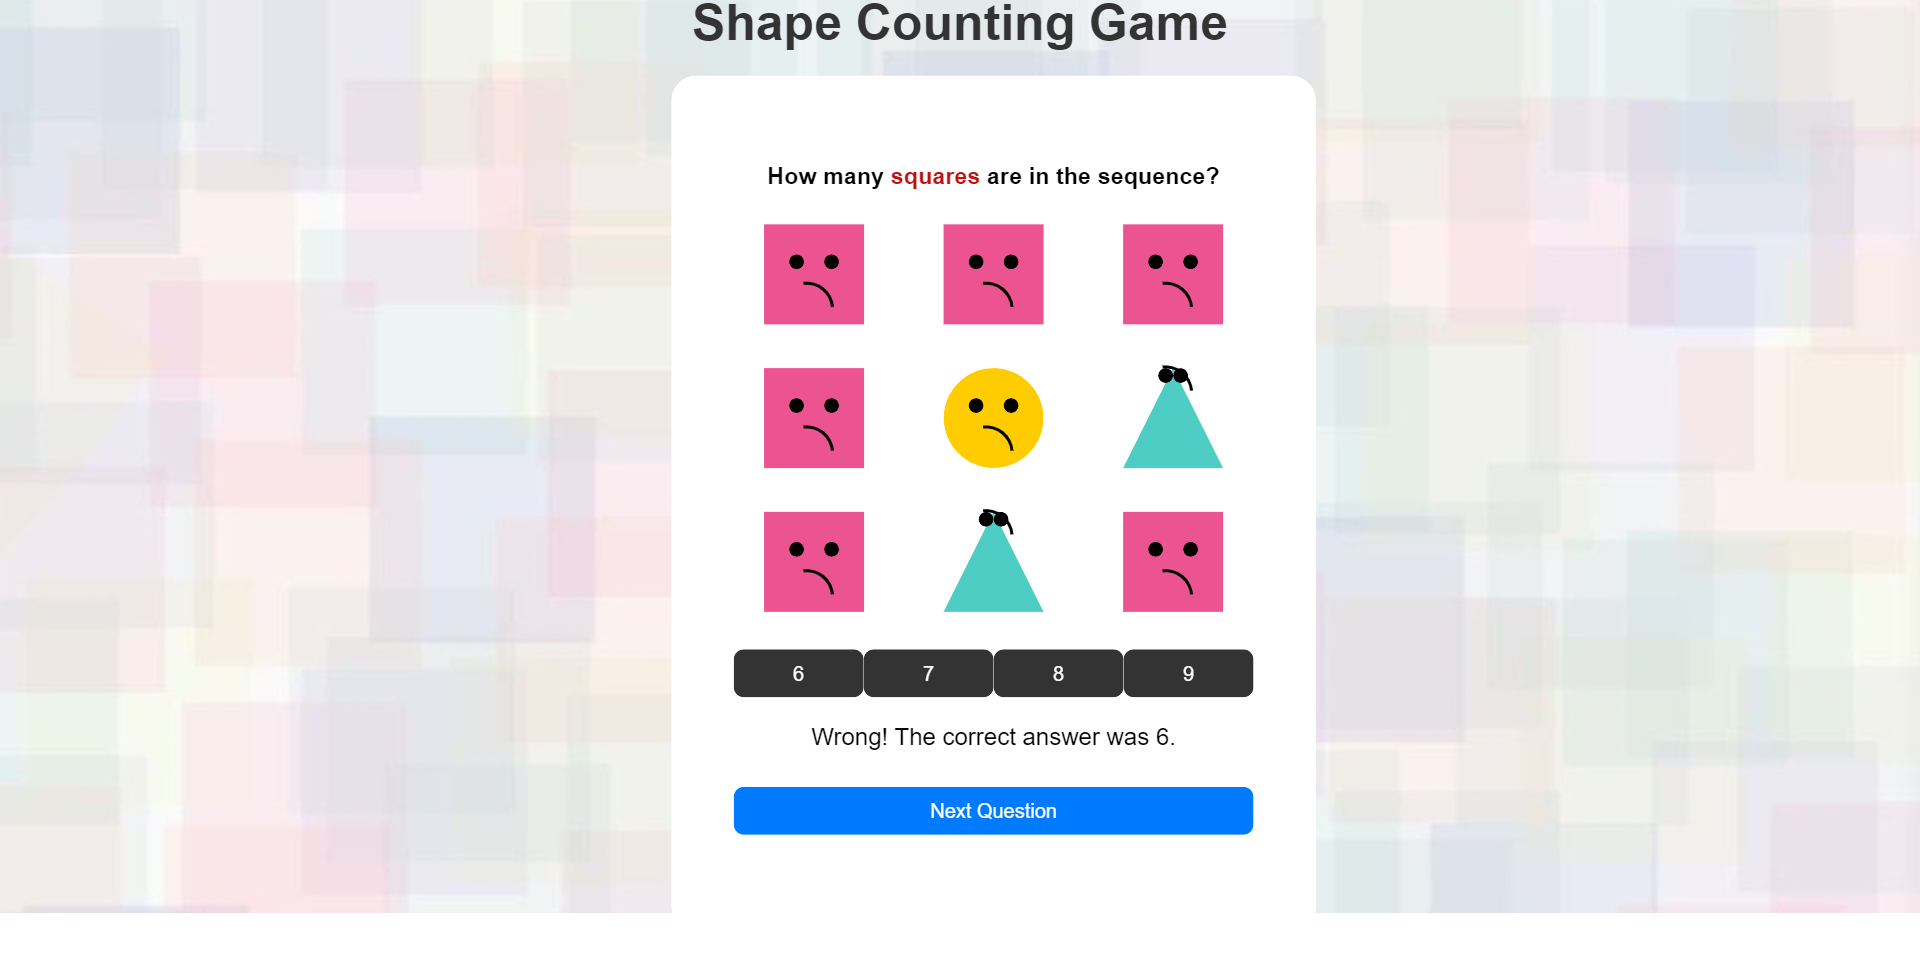 Shape Counting Game
How many squares are in the sequence?
6 7 8 9
Wrong! The correct answer was 6.
Next Question